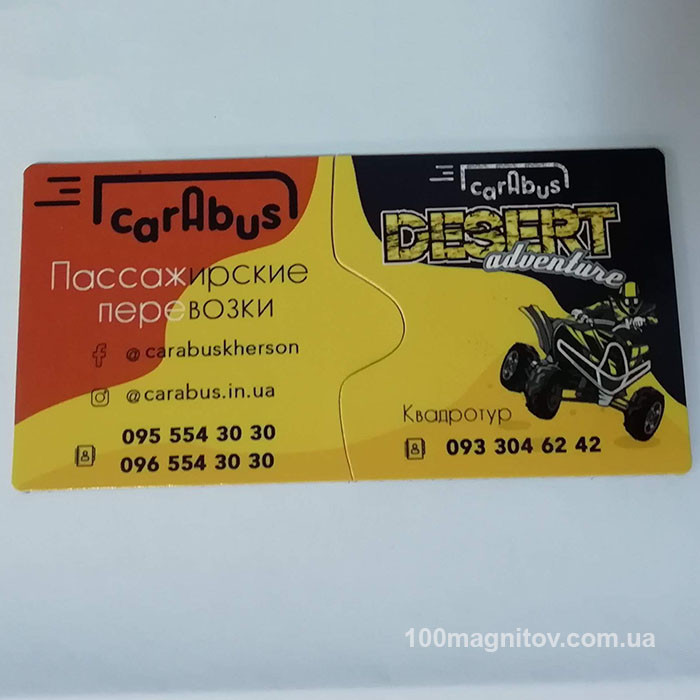 carAbus
Пассажирские
перевозки
@carabuskherson
@carabus.in.ua
095 554 30 30
096 554 30 30
carAbus
DESERT
adventure
Квадротур
093 304 62 42
100magnitov.com.ua